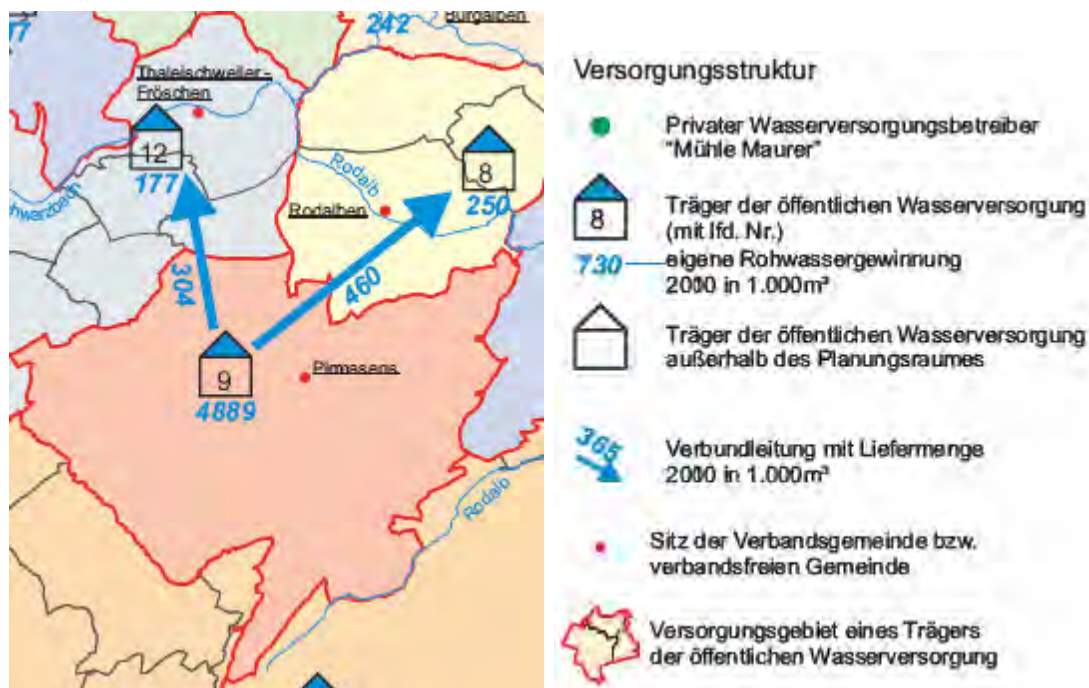 242
Thaleischweiler -
Fröschen
12
177
304
Rodalb
Rodalben
8
250
460
9
4889
Pirmasens
Rodalb
Versorgungsstruktur
Privater Wasserversorgungsbetreiber
"Mühle Maurer"
8
Träger der öffentlichen Wasserversorgung
(mit lfd. Nr.)
730
eigene Rohwassergewinnung
2000 in 1.000m³
Träger der öffentlichen Wasserversorgung
außerhalb des Planungsraumes
365
Verbundleitung mit Liefermenge
2000 in 1.000m³
Sitz der Verbandsgemeinde bzw.
verbandsfreien Gemeinde
Versorgungsgebiet eines Trägers
der öffentlichen Wasserversorgung